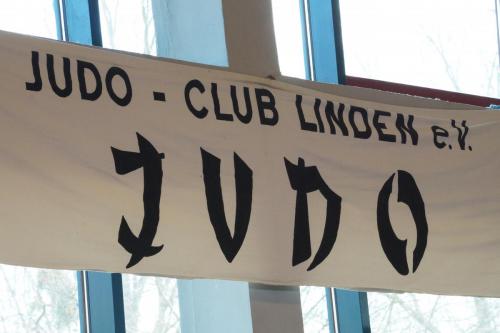 JUDO - CLUB LINDEN e.V.
JUDO